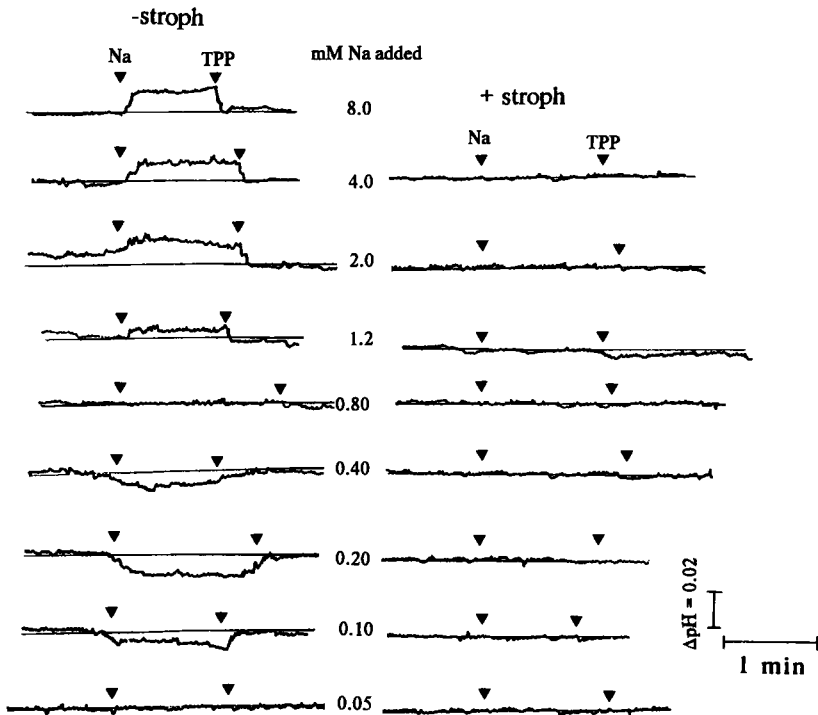 -stroph
Na TPP mM Na added
8.0
+ stroph
Na TPP
4.0
2.0
1.2
0.80
0.40
0.20
0.10
0.05
ΔpH = 0.02
1 min